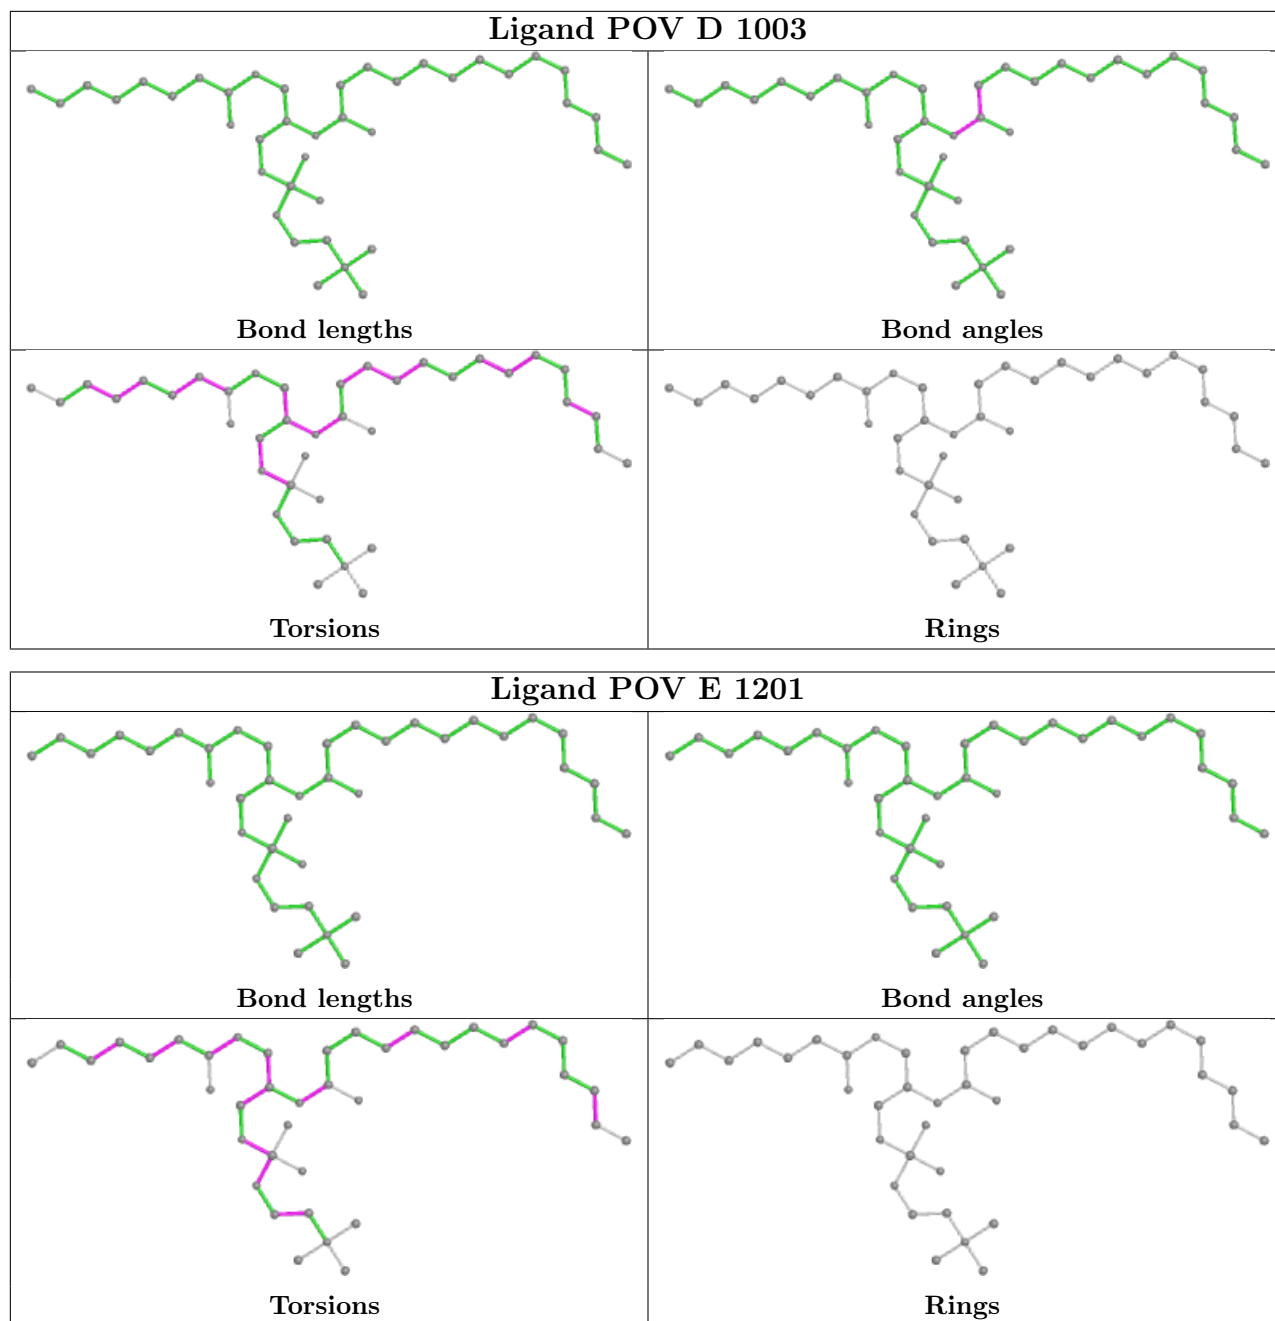 Ligand POV D 1003
Bond lengths
Bond angles
Torsions
Rings
Ligand POV E 1201
Bond lengths
Bond angles
Torsions
Rings